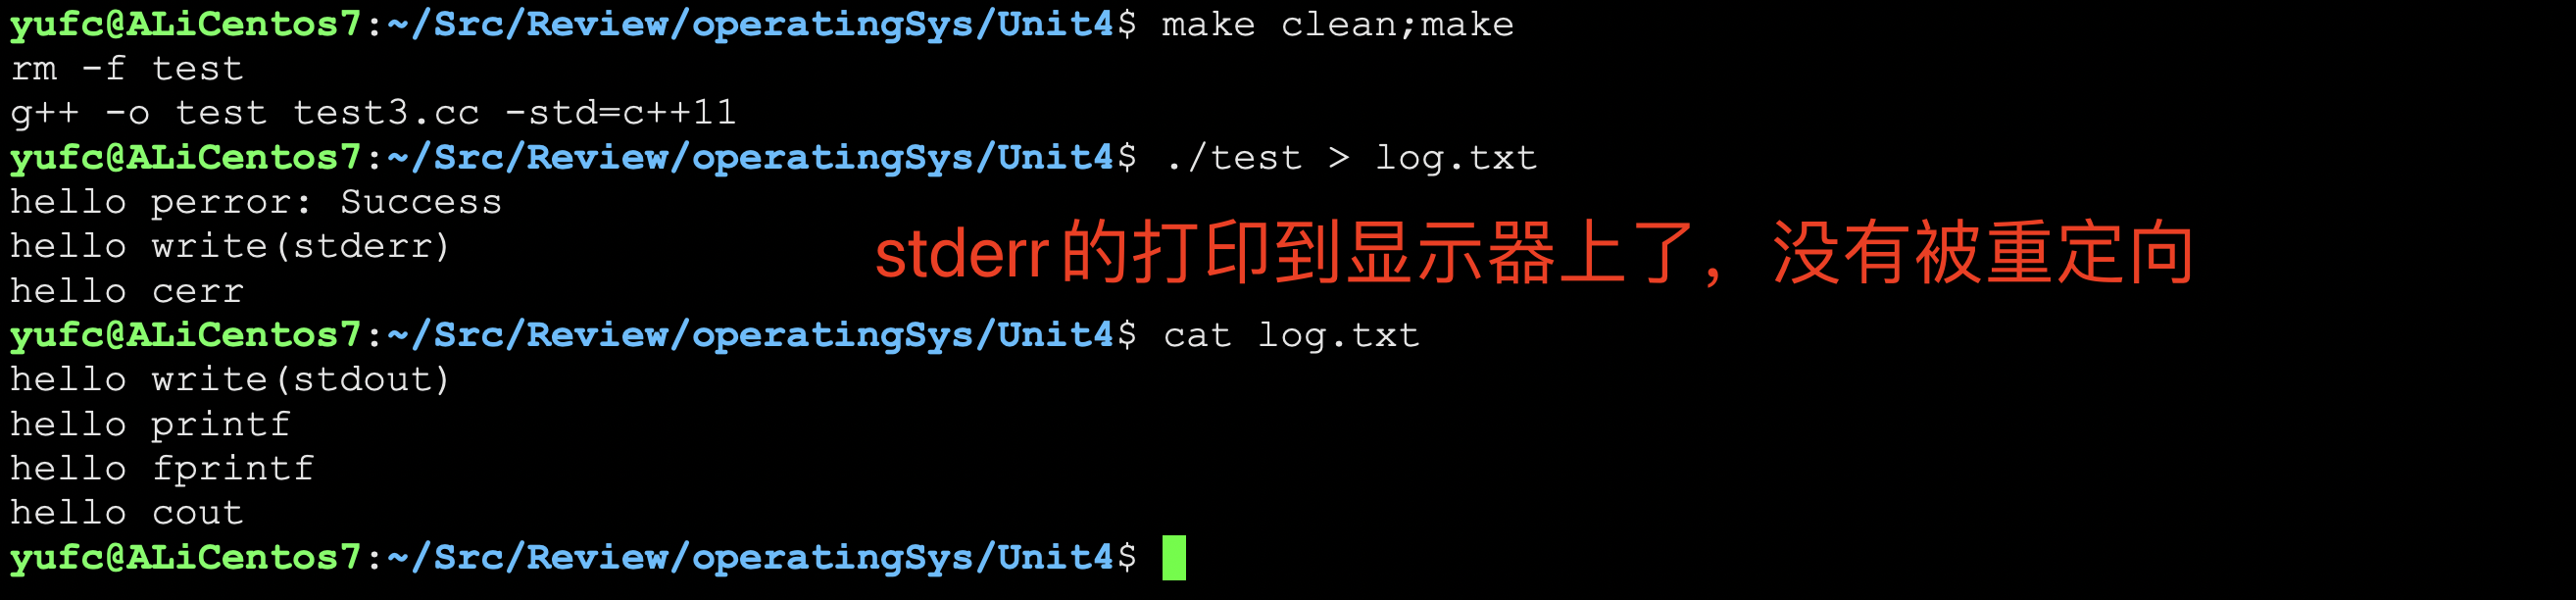 yufc@ALiCentos7:~/Src/Review/operatingSys/Unit4$ make clean;make
rm -f test
g++ -o test test3.cc -std=c++11
yufc@ALiCentos7:~/Src/Review/operatingSys/Unit4$ ./test > log.txt
hello perror: Success
hello write(stderr)
stderr的打印到显示器上了，没有被重定向
hello cerr
yufc@ALiCentos7:~/Src/Review/operatingSys/Unit4$ cat log.txt
hello write(stdout)
hello printf
hello fprintf
hello cout
yufc@ALiCentos7:~/Src/Review/operatingSys/Unit4$